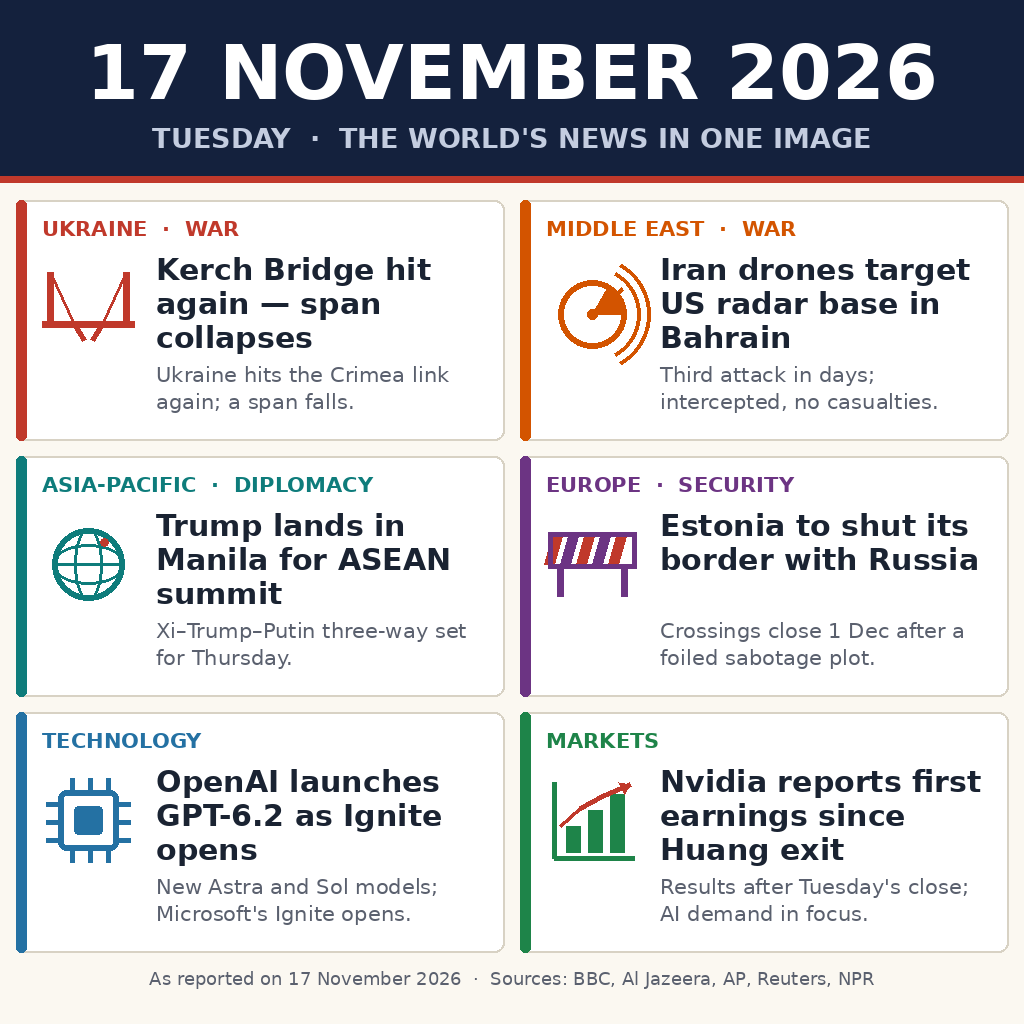 17 NOVEMBER 2026
TUESDAY · THE WORLD'S NEWS IN ONE IMAGE
UKRAINE · WAR
Kerch Bridge hit
again — span
collapses
Ukraine hits the Crimea link
again; a span falls.
MIDDLE EAST · WAR
Iran drones target
US radar base in
Bahrain
Third attack in days;
intercepted, no casualties.
ASIA-PACIFIC · DIPLOMACY
Trump lands in
Manila for ASEAN
summit
Xi–Trump–Putin three-way set
for Thursday.
EUROPE · SECURITY
Estonia to shut its
border with Russia
Crossings close 1 Dec after a
foiled sabotage plot.
TECHNOLOGY
OpenAI launches
GPT-6.2 as Ignite
opens
New Astra and Sol models;
Microsoft's Ignite opens.
MARKETS
Nvidia reports first
earnings since
Huang exit
Results after Tuesday's close;
AI demand in focus.
As reported on 17 November 2026 · Sources: BBC, Al Jazeera, AP, Reuters, NPR